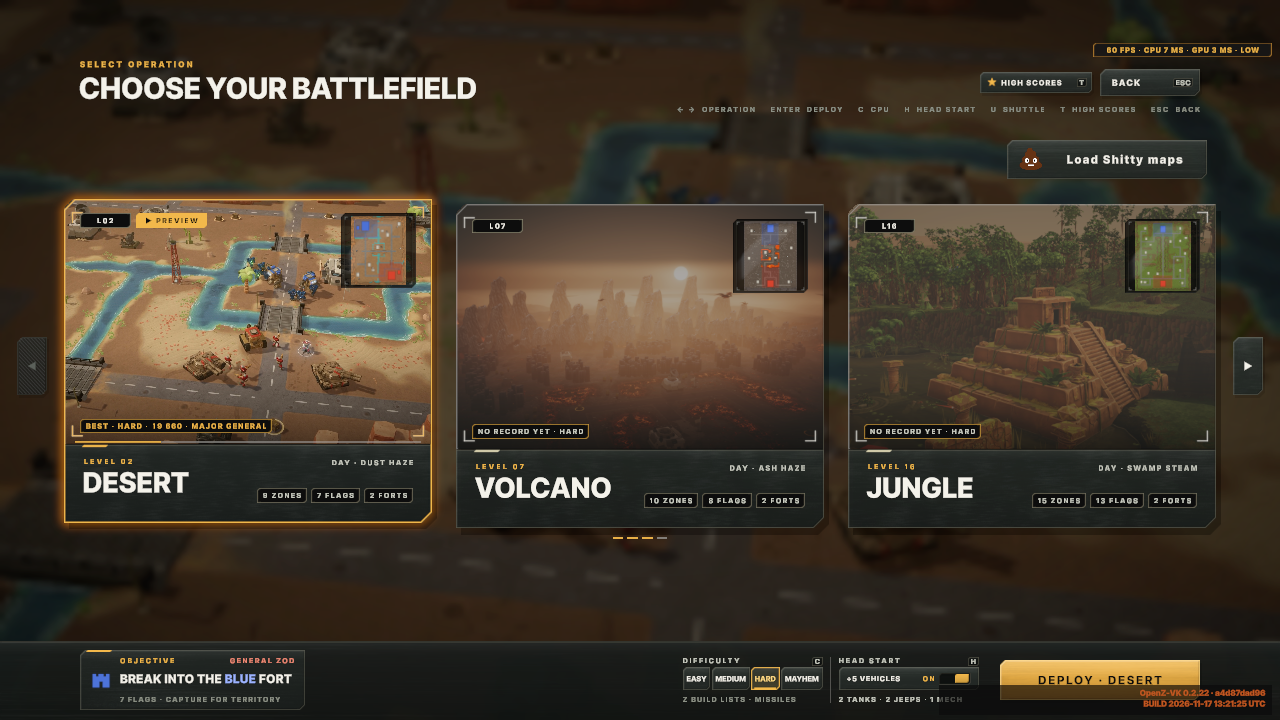 60 FPS · CPU 7 MS · GPU 3 MS · LOW
SELECT OPERATION
CHOOSE YOUR BATTLEFIELD
HIGH SCORES T
BACK ESC
← → OPERATION ENTER DEPLOY C CPU H HEAD START U SHUTTLE T HIGH SCORES ESC BACK
Load Shitty maps
L02
▶ PREVIEW
BEST · HARD · 19 660 · MAJOR GENERAL
LEVEL 02
DAY · DUST HAZE
DESERT
9 ZONES 7 FLAGS 2 FORTS
L07
NO RECORD YET · HARD
LEVEL 07
DAY · ASH HAZE
VOLCANO
10 ZONES 8 FLAGS 2 FORTS
L16
NO RECORD YET · HARD
LEVEL 16
DAY · SWAMP STEAM
JUNGLE
15 ZONES 13 FLAGS 2 FORTS
OBJECTIVE
GENERAL ZOD
BREAK INTO THE BLUE FORT
7 FLAGS · CAPTURE FOR TERRITORY
DIFFICULTY C
EASY MEDIUM HARD MAYHEM
Z BUILD LISTS · MISSILES
HEAD START H
+5 VEHICLES ON
2 TANKS · 2 JEEPS · 1 MECH
DEPLOY · DESERT
OpenZ-VK 0.2.22 · a4d87dad96
BUILD 2026-11-17 13:21:25 UTC